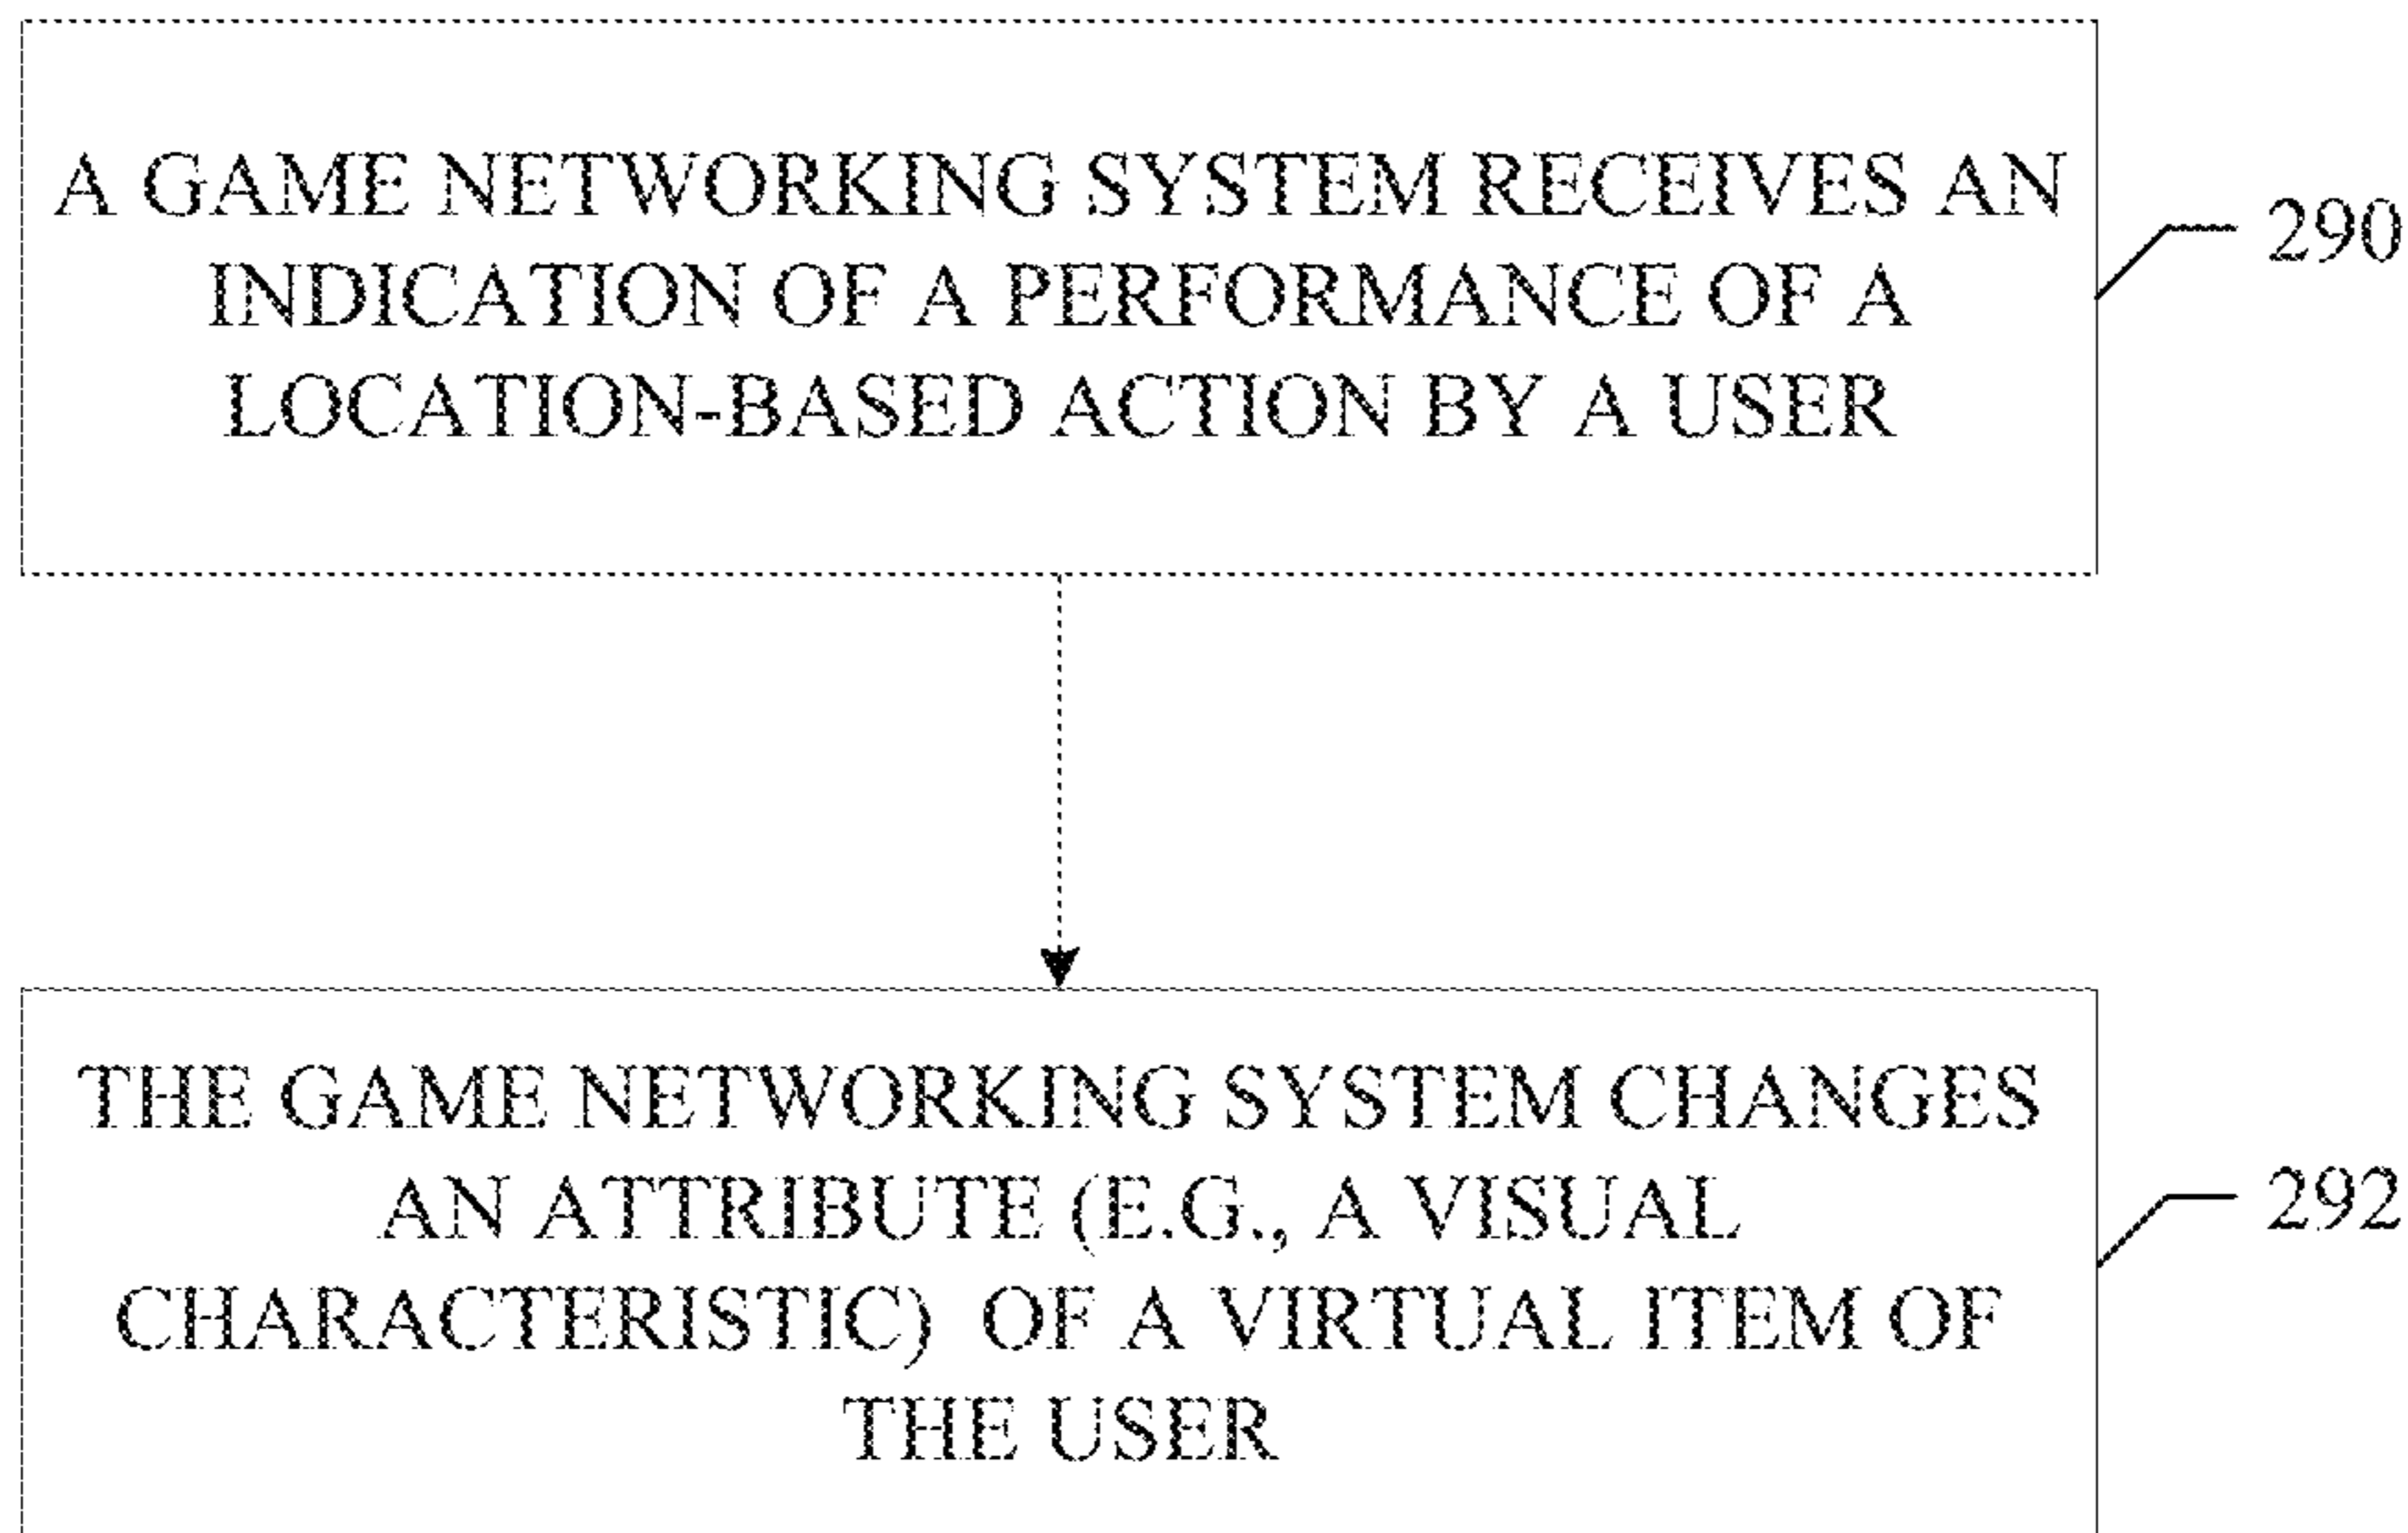 A GAME NETWORKING SYSTEM RECEIVES AN
INDICATION OF A PERFORMANCE OF A
LOCATION-BASED ACTION BY A USER
290
THE GAME NETWORKING SYSTEM CHANGES
AN ATTRIBUTE (E.G., A VISUAL
CHARACTERISTIC) OF A VIRTUAL ITEM OF
THE USER
292